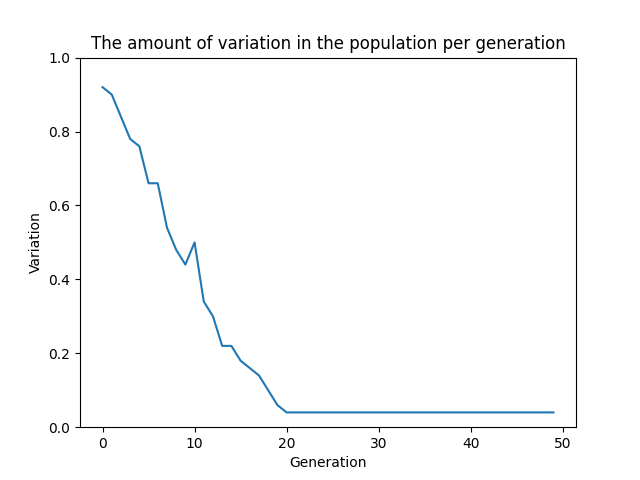 The amount of variation in the population per generation
1.0
0.8
0.6
0.4
0.2
0.0
Variation
0 10 20 30 40 50
Generation